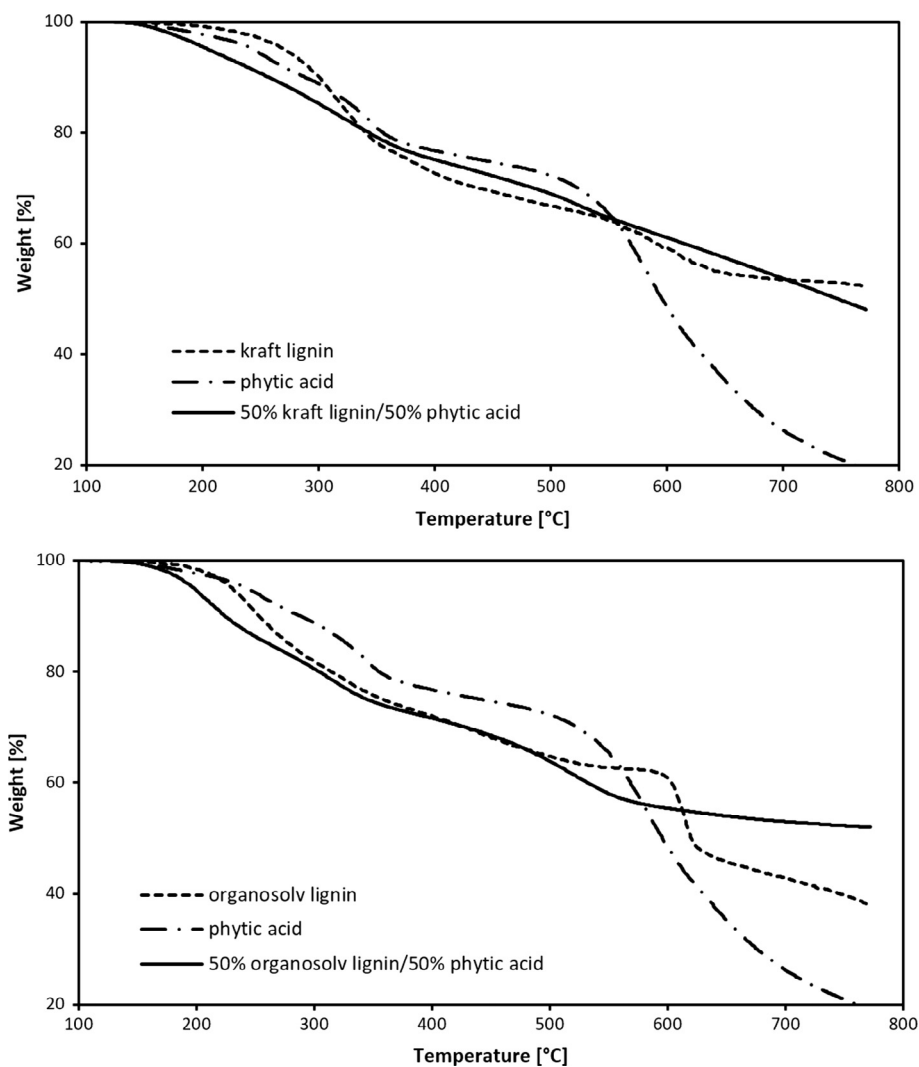 100
80
Weight [%]
60
40
20
kraft lignin
phytic acid
50% kraft lignin/50% phytic acid
100 200 300 400 500 600 700 800
Temperature [°C]
100
80
Weight [%]
60
40
20
organosolv lignin
phytic acid
50% organosolv lignin/50% phytic acid
100 200 300 400 500 600 700 800
Temperature [°C]